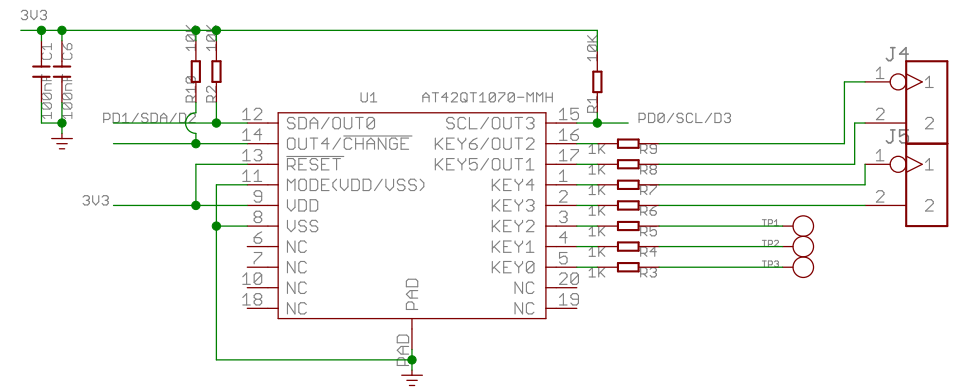 3V3
C1
100nF
C6
100nF
10K
R10
10K
R2
10K
R1
U1
AT42QT1070-MMH
PD1/SDA/D2
12 SDA/OUT0 SCL/OUT3 15 PD0/SCL/D3
14 OUT4/CHANGE KEY6/OUT2 16 1K R9
13 RESET KEY5/OUT1 17 1K R8
11 MODE(VDD/VSS) KEY4 1 1K R7
3V3 9 VDD KEY3 2 1K R6
8 VSS KEY2 3 1K R5 TP1
6 NC KEY1 4 1K R4 TP2
7 NC KEY0 5 1K R3 TP3
10 NC NC 20
18 NC NC 19
PAD
PAD
J4
1 1
2 2
J5
1 1
2 2